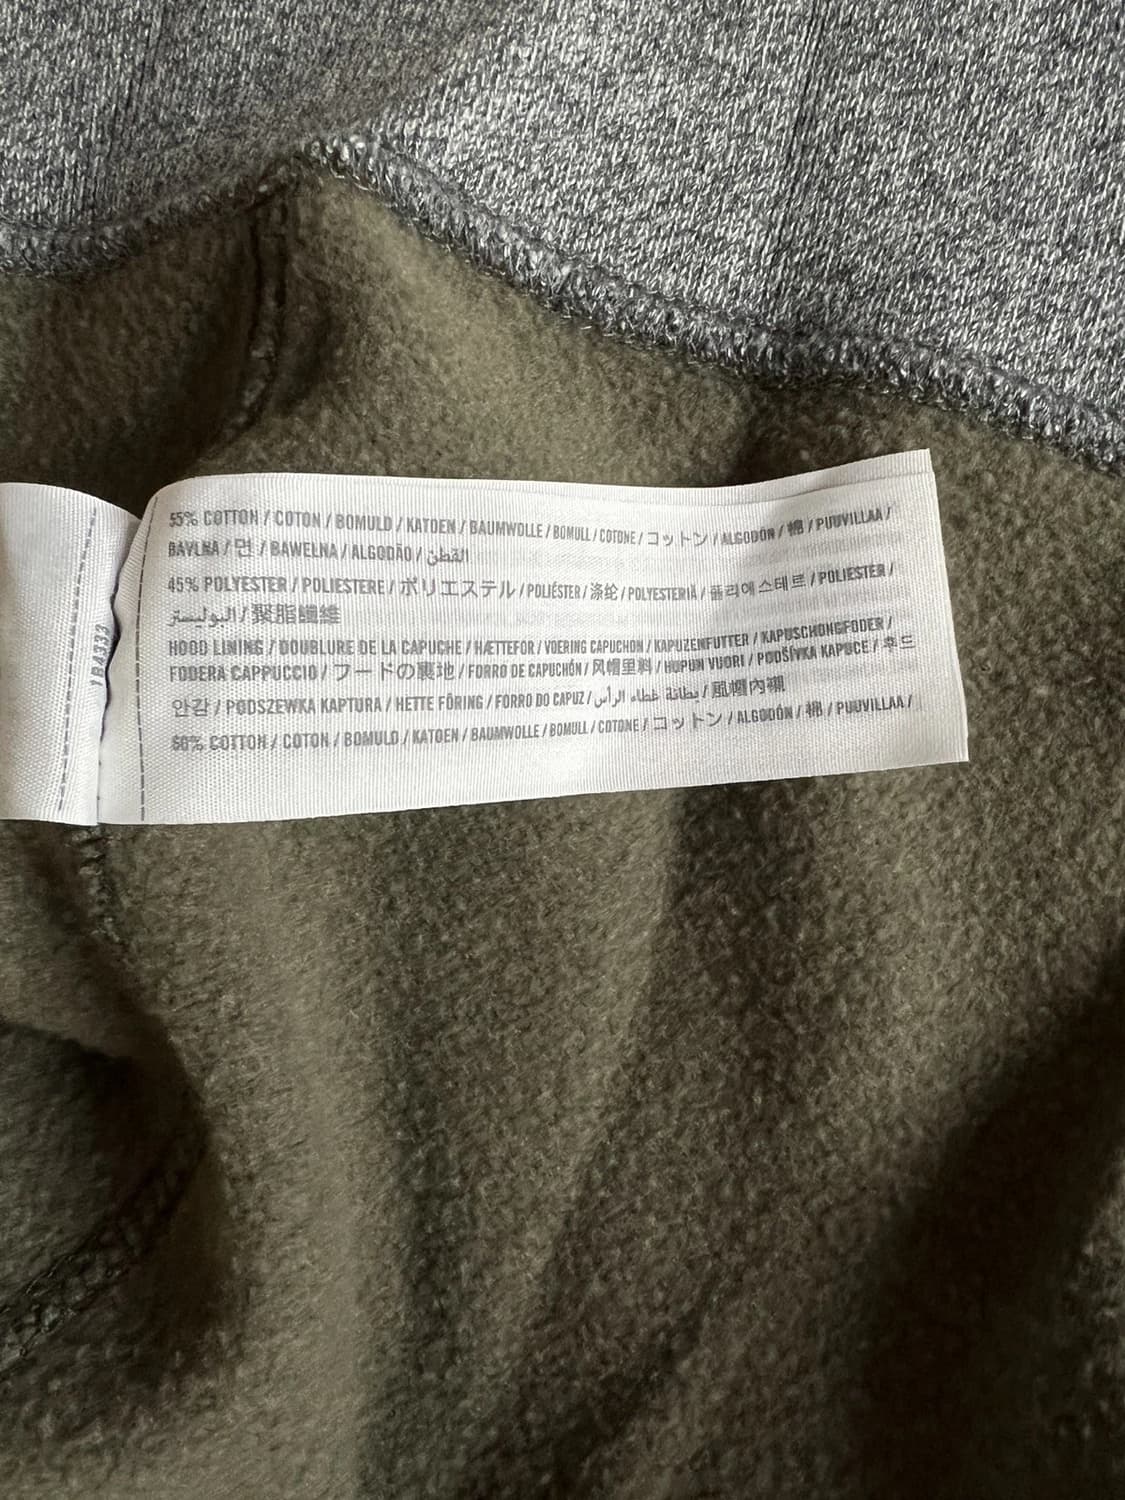 55% COTTON / COTON / BOMULD / KATOEN / BAUMWOLLE / BOMULL / COTONE / コットン / ALGODÓN / 棉 / PUUVILLAA /
BAVLNA / 면 / BAWEŁNA / ALGODÃO / القطن
45% POLYESTER / POLIESTERE / ポリエステル / POLIÉSTER / 涤纶 / POLYESTERIÄ / 폴리에스테르 / POLIESTER /
البوليستر / 聚脂纖維
HOOD LINING / DOUBLURE DE LA CAPUCHE / HÆTTEFOR / VOERING CAPUCHON / KAPUZENFUTTER / KAPUSCHONGFODER /
FODERA CAPPUCCIO / フードの裏地 / FORRO DE CAPUCHÓN / 风帽里料 / HUPUN VUORI / PODŠÍVKA KAPUCE / 후드
안감 / PODSZEWKA KAPTURA / HETTE FÔRING / FORRO DO CAPUZ / بطانة غطاء الرأس / 風帽內襯
60% COTTON / COTON / BOMULD / KATOEN / BAUMWOLLE / BOMULL / COTONE / コットン / ALGODÓN / 棉 / PUUVILLAA /